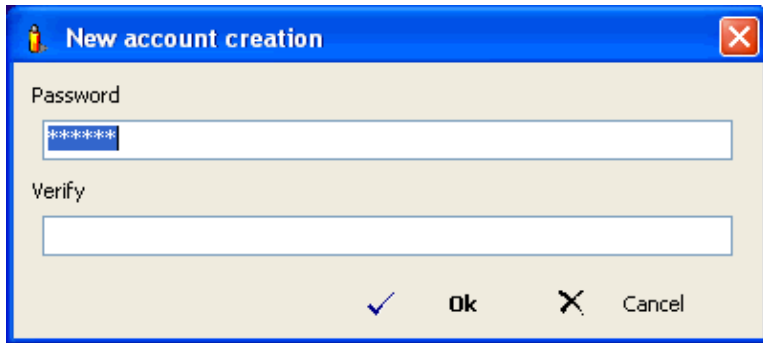 New account creation
Password
******
Verify
Ok Cancel